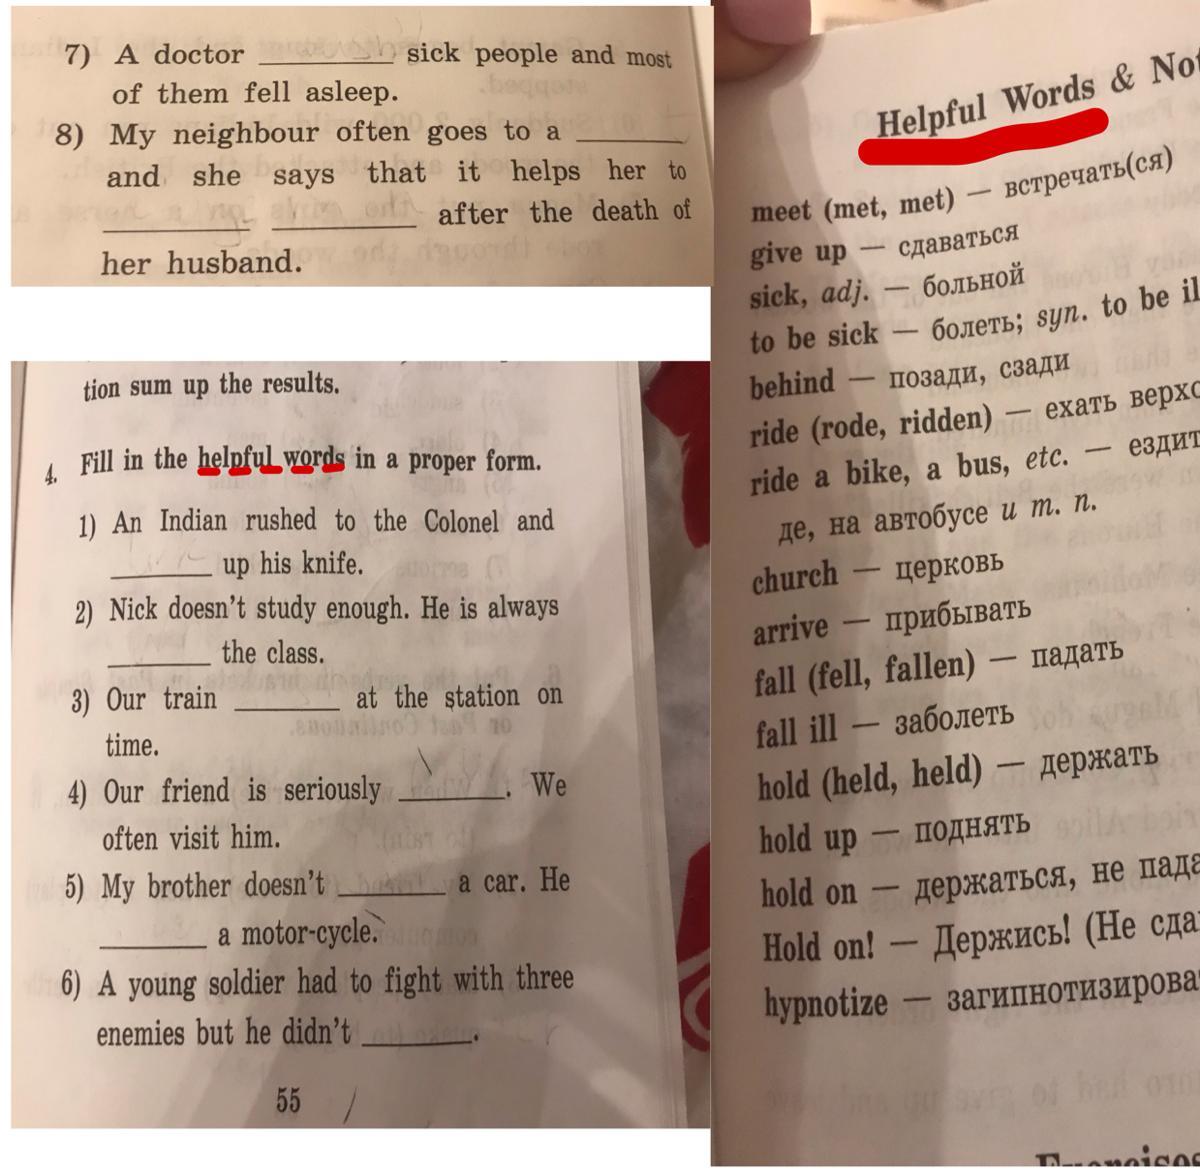 7) A doctor ________ sick people and most
of them fell asleep.
8) My neighbour often goes to a ________
and she says that it helps her to
________ ________ after the death of
her husband.
tion sum up the results.
4. Fill in the helpful words in a proper form.
1) An Indian rushed to the Colonel and
________ up his knife.
2) Nick doesn't study enough. He is always
________ the class.
3) Our train ________ at the station on
time.
4) Our friend is seriously ________. We
often visit him.
5) My brother doesn't ________ a car. He
________ a motor-cycle.
6) A young soldier had to fight with three
enemies but he didn't ________.
55
Helpful Words & Not
meet (met, met) — встречать(ся)
give up — сдаваться
sick, adj. — больной
to be sick — болеть; syn. to be il
behind — позади, сзади
ride (rode, ridden) — ехать верхо
ride a bike, a bus, etc. — ездит
де, на автобусе и т. п.
church — церковь
arrive — прибывать
fall (fell, fallen) — падать
fall ill — заболеть
hold (held, held) — держать
hold up — поднять
hold on — держаться, не пада
Hold on! — Держись! (Не сда
hypnotize — загипнотизирова